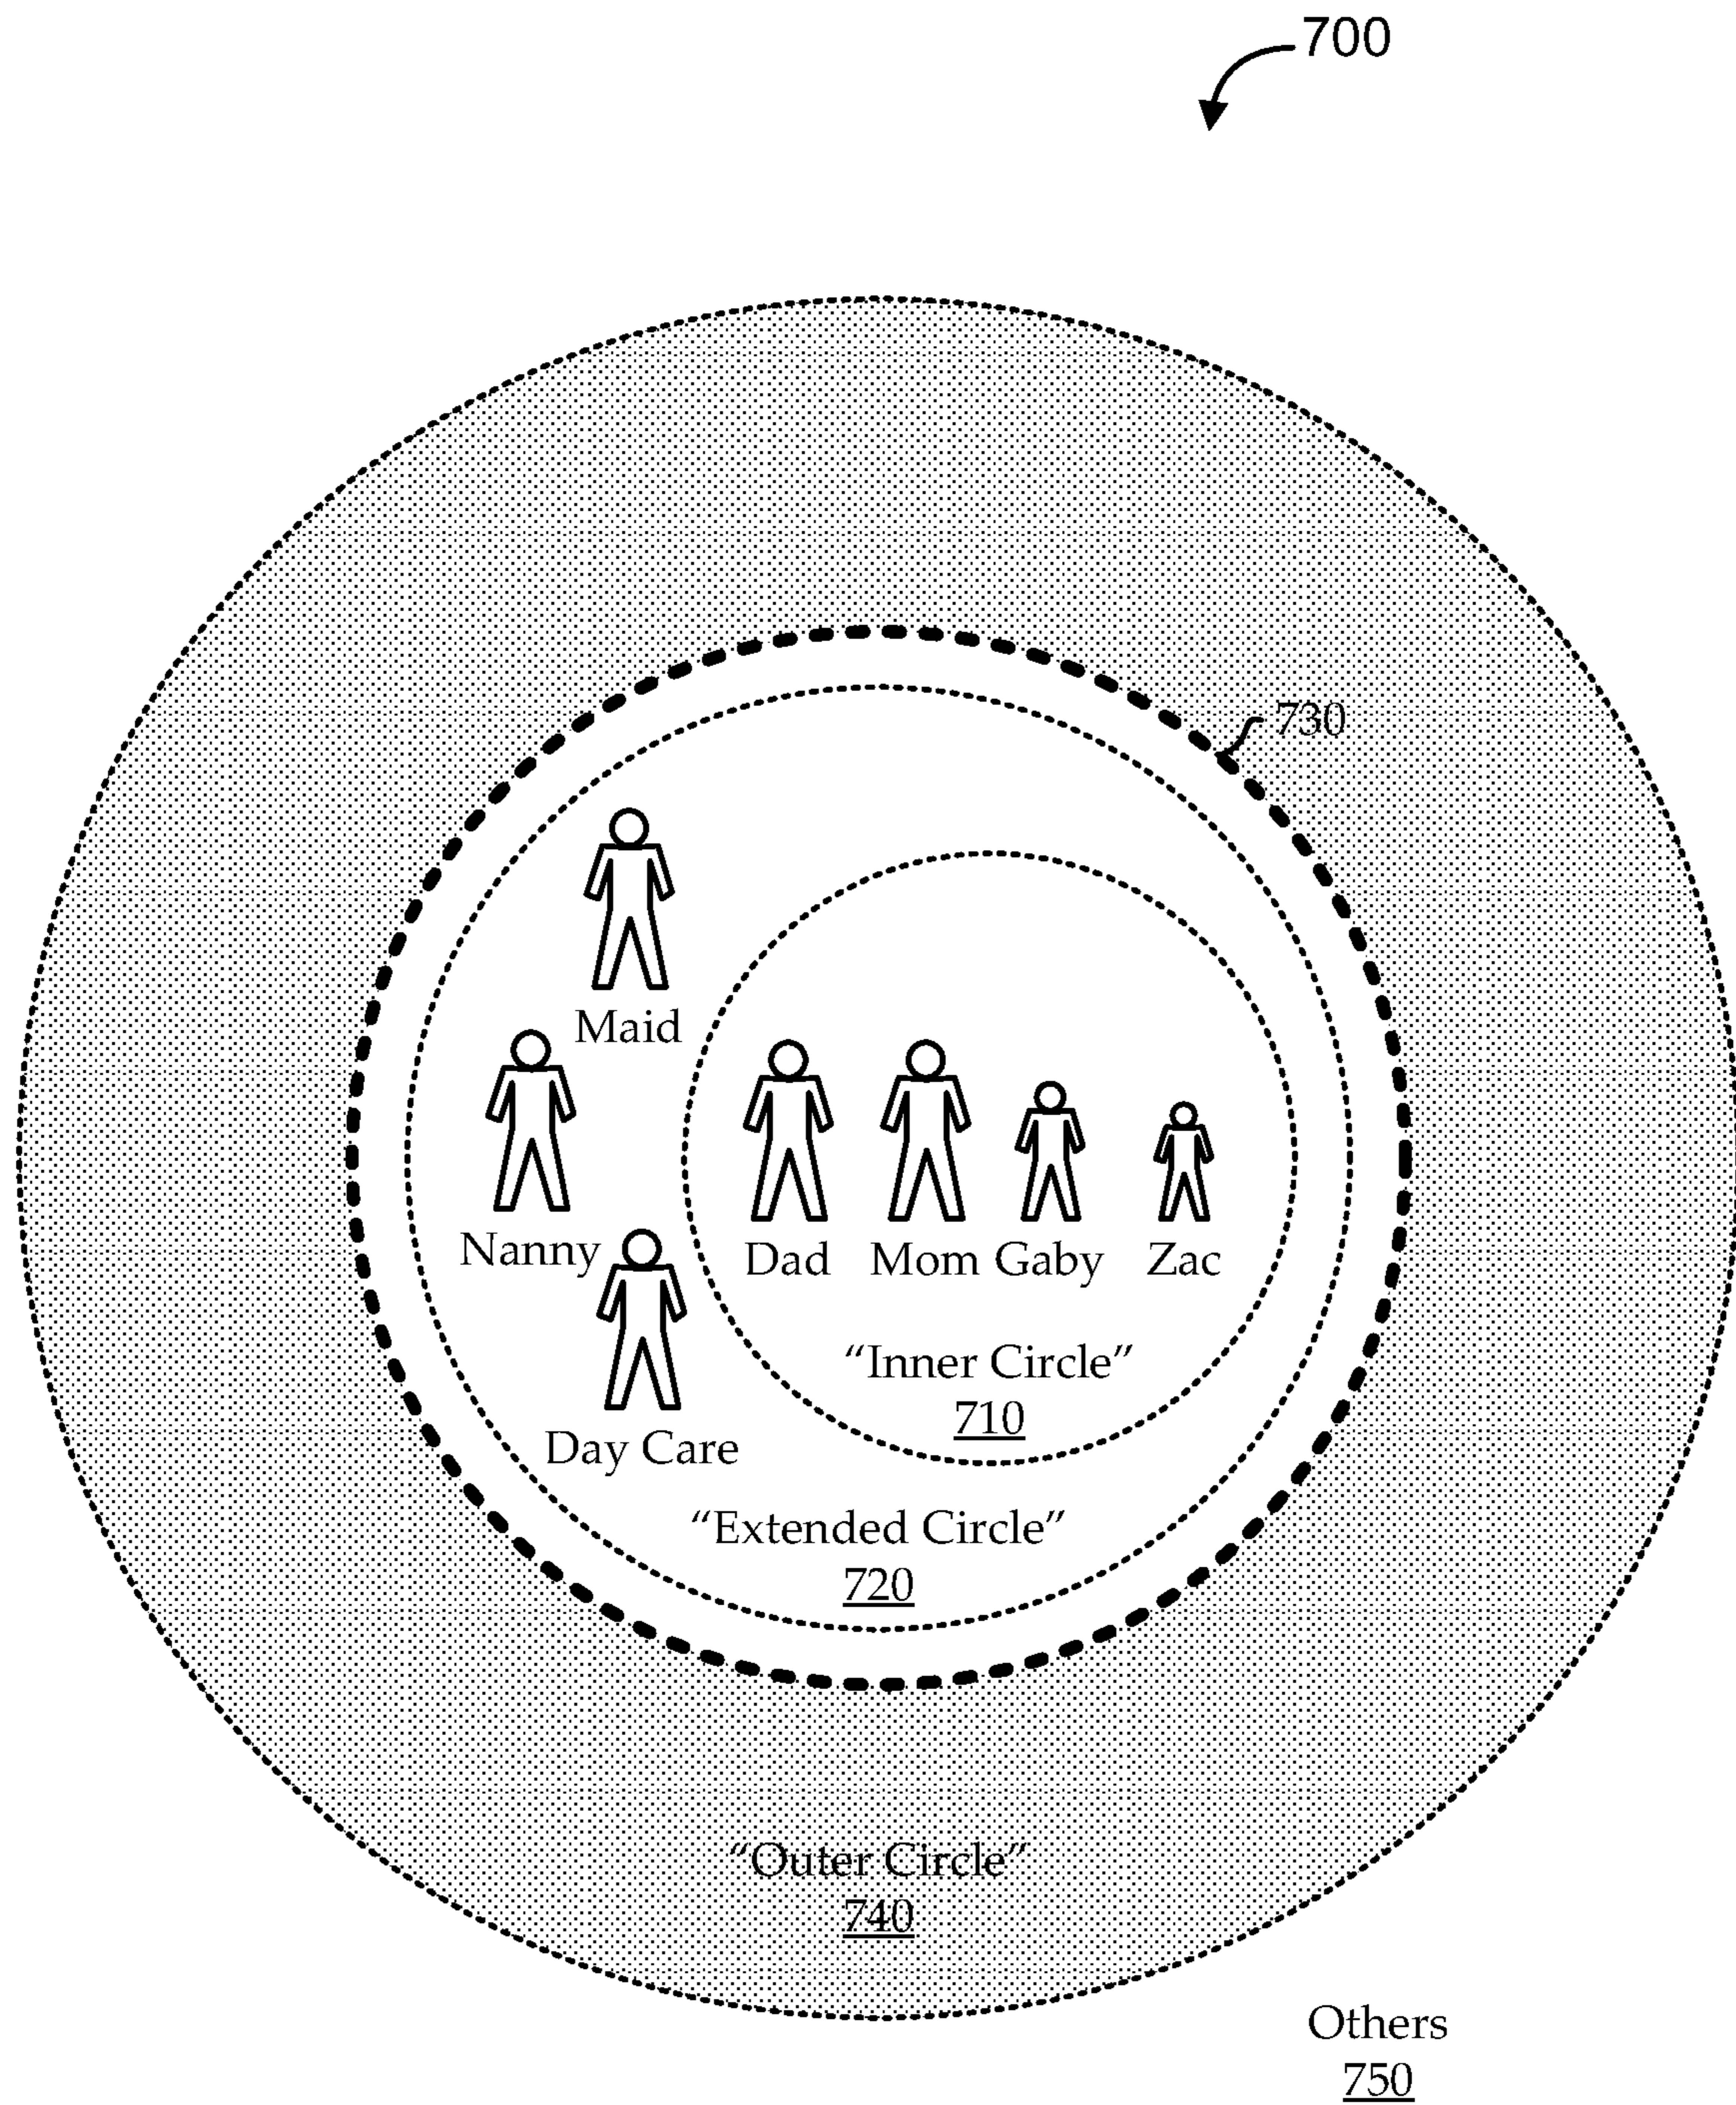 700
730
Maid
Nanny
Dad
Mom
Gaby
Zac
“Inner Circle”
710
Day Care
“Extended Circle”
720
“Outer Circle”
740
Others
750